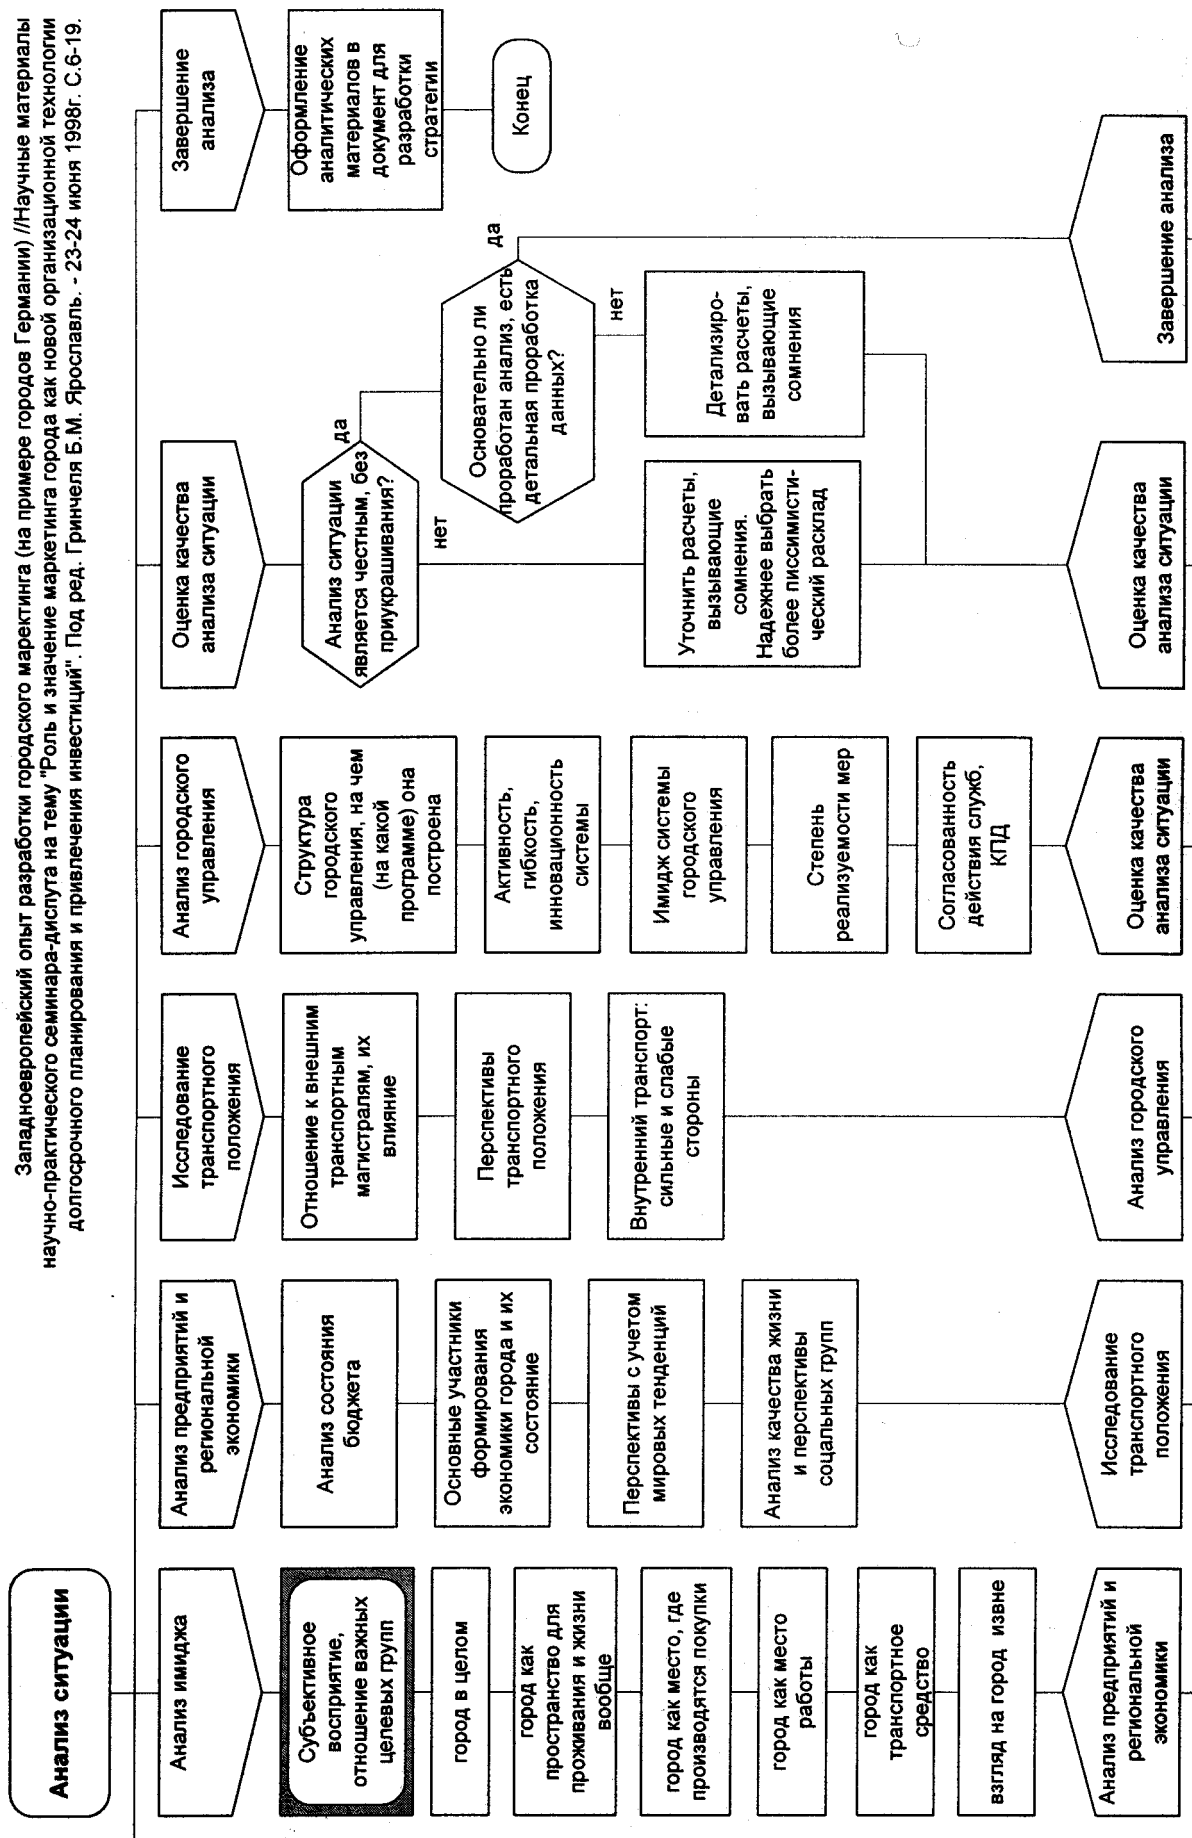 Западноевропейский опыт разработки городского маректинга (на примере городов Германии) //Научные материалы
научно-практического семинара-диспута на тему "Роль и значение маркетинга города как новой организационной технологии
долгосрочного планирования и привлечения инвестиций". Под ред. Гринчеля Б.М. Ярославль. - 23-24 июня 1998г. С.6-19.
Анализ ситуации
Анализ имиджа
Субъективное
восприятие,
отношение важных
целевых групп
город в целом
город как
пространство для
проживания и жизни
вообще
город как место, где
производятся покупки
город как место
работы
город как
транспортное
средство
взгляд на город извне
Анализ предприятий и
региональной
экономики
Анализ предприятий и
региональной
экономики
Анализ состояния
бюджета
Основные участники
формирования
экономики города и их
состояние
Перспективы с учетом
мировых тенденций
Анализ качества жизни
и перспективы
соцальных групп
Исследование
транспортного
положения
Исследование
транспортного
положения
Отношение к внешним
транспортным
магистралям, их
влияние
Перспективы
транспортного
положения
Внутренний транспорт:
сильные и слабые
стороны
Анализ городского
управления
Анализ городского
управления
Структура
городского
управления, на чем
(на какой
программе) она
построена
Активность,
гибкость,
инновационность
системы
Имидж системы
городского
управления
Степень
реализуемости мер
Согласованность
действия служб,
КПД
Оценка качества
анализа ситуации
Оценка качества
анализа ситуации
Анализ ситуации
является честным, без
приукрашивания?
да
нет
Основательно ли
проработан анализ, есть
детальная проработка
данных?
да
нет
Уточнить расчеты,
вызывающие
сомнения.
Надежнее выбрать
более писсимисти-
ческий расклад
Детализиро-
вать расчеты,
вызывающие
сомнения
Оценка качества
анализа ситуации
Завершение анализа
Завершение
анализа
Оформление
аналитических
материалов в
документ для
разработки
стратегии
Конец